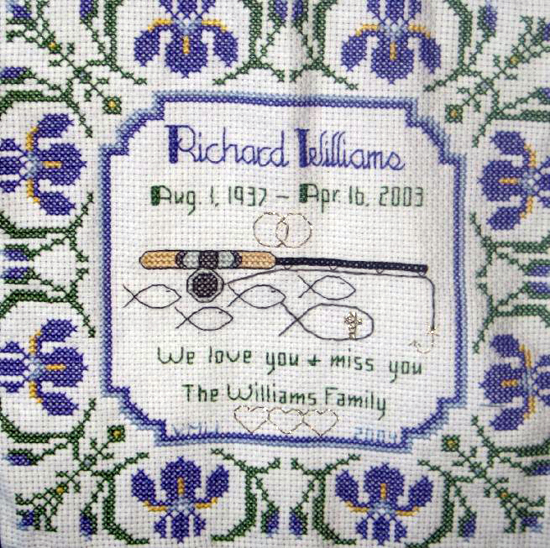 Richard Williams
Aug. 1, 1937 - Apr. 16, 2003
We love you + miss you
The Williams Family